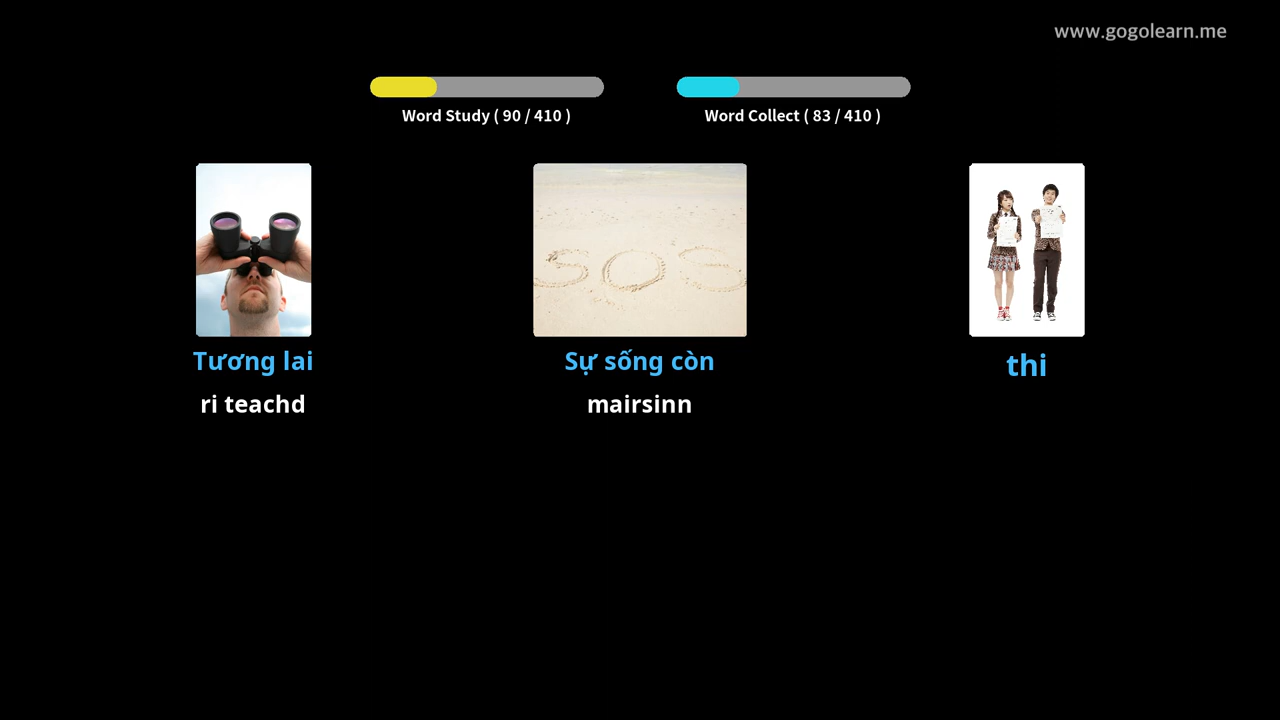 www.gogolearn.me
Word Study ( 90 / 410 )
Word Collect ( 83 / 410 )
SOS
Tương lai
Sự sống còn
thi
ri teachd
mairsinn